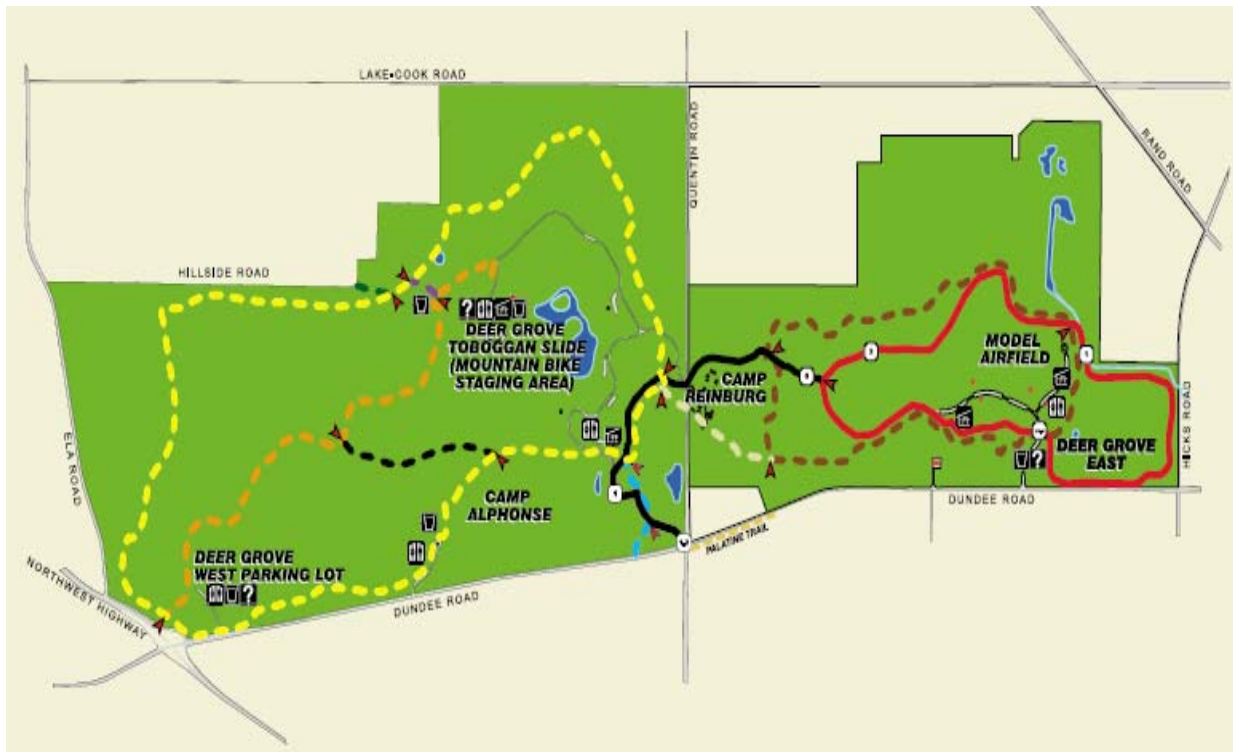 LAKE-COOK ROAD
QUENTIN ROAD
RAND ROAD
HILLSIDE ROAD
?
DEER GROVE
TOBOGGAN SLIDE
(MOUNTAIN BIKE
STAGING AREA)
MODEL
AIRFIELD
CAMP
REINBURG
ELA ROAD
HICKS ROAD
DEER GROVE
EAST
?
CAMP
ALPHONSE
DUNDEE ROAD
PALATINE TRAIL
DEER GROVE
WEST PARKING LOT
?
NORTHWEST HIGHWAY
DUNDEE ROAD